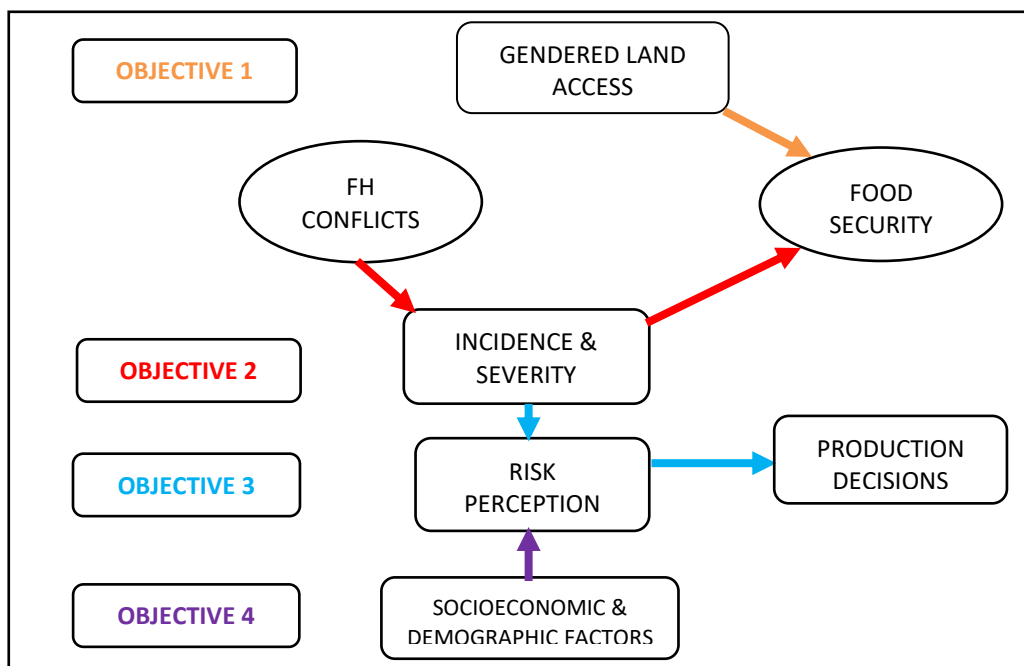 OBJECTIVE 1
GENDERED LAND
ACCESS
FH
CONFLICTS
FOOD
SECURITY
INCIDENCE &
SEVERITY
OBJECTIVE 2
PRODUCTION
DECISIONS
RISK
PERCEPTION
OBJECTIVE 3
SOCIOECONOMIC &
DEMOGRAPHIC FACTORS
OBJECTIVE 4